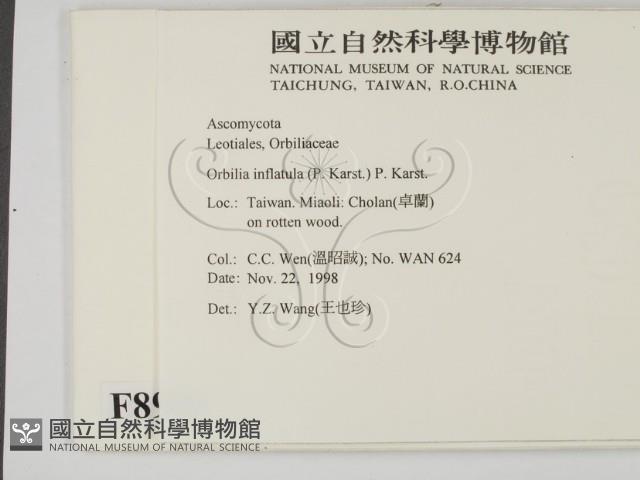 國立自然科學博物館
NATIONAL MUSEUM OF NATURAL SCIENCE
TAICHUNG, TAIWAN, R.O.CHINA
Ascomycota
Leotiales, Orbiliaceae
Orbilia inflatula (P. Karst.) P. Karst.
Loc.: Taiwan. Miaoli: Cholan(卓蘭)
on rotten wood.
Col.: C.C. Wen(溫昭誠); No. WAN 624
Date: Nov. 22, 1998
Det.: Y.Z. Wang(王也珍)
F89
國立自然科學博物館
NATIONAL MUSEUM OF NATURAL SCIENCE